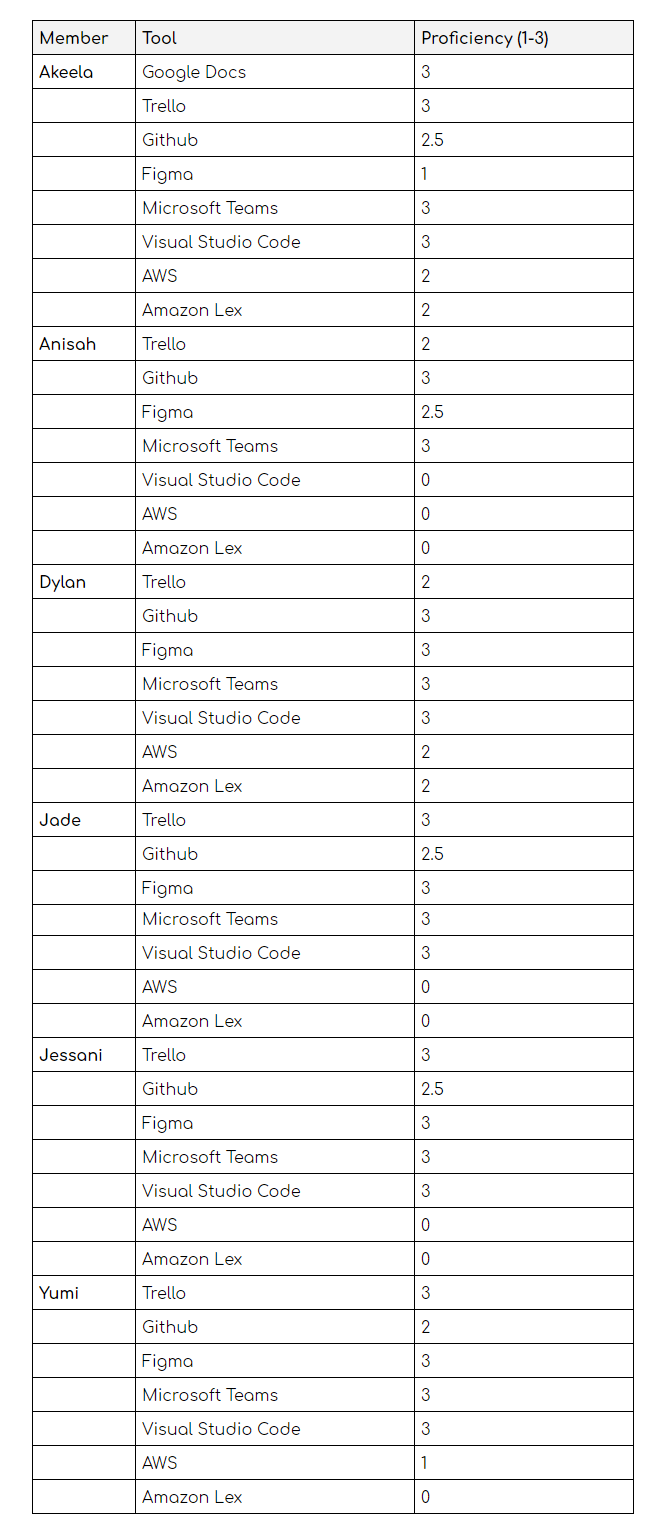 Member Tool Proficiency (1-3)
Akeela Google Docs 3
Trello 3
Github 2.5
Figma 1
Microsoft Teams 3
Visual Studio Code 3
AWS 2
Amazon Lex 2
Anisah Trello 2
Github 3
Figma 2.5
Microsoft Teams 3
Visual Studio Code 0
AWS 0
Amazon Lex 0
Dylan Trello 2
Github 3
Figma 3
Microsoft Teams 3
Visual Studio Code 3
AWS 2
Amazon Lex 2
Jade Trello 3
Github 2.5
Figma 3
Microsoft Teams 3
Visual Studio Code 3
AWS 0
Amazon Lex 0
Jessani Trello 3
Github 2.5
Figma 3
Microsoft Teams 3
Visual Studio Code 3
AWS 0
Amazon Lex 0
Yumi Trello 3
Github 2
Figma 3
Microsoft Teams 3
Visual Studio Code 3
AWS 1
Amazon Lex 0